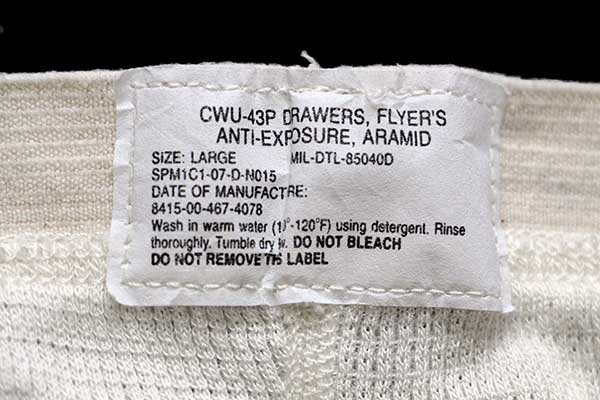 CWU-43P DRAWERS, FLYER'S
ANTI-EXPOSURE, ARAMID
SIZE: LARGE MIL-DTL-85040D
SPM1C1-07-D-N015
DATE OF MANUFACTRE:
8415-00-467-4078
Wash in warm water -120°F) using detergent. Rinse
thoroughly. Tumble dry DO NOT BLEACH
DO NOT REMOVE LABEL